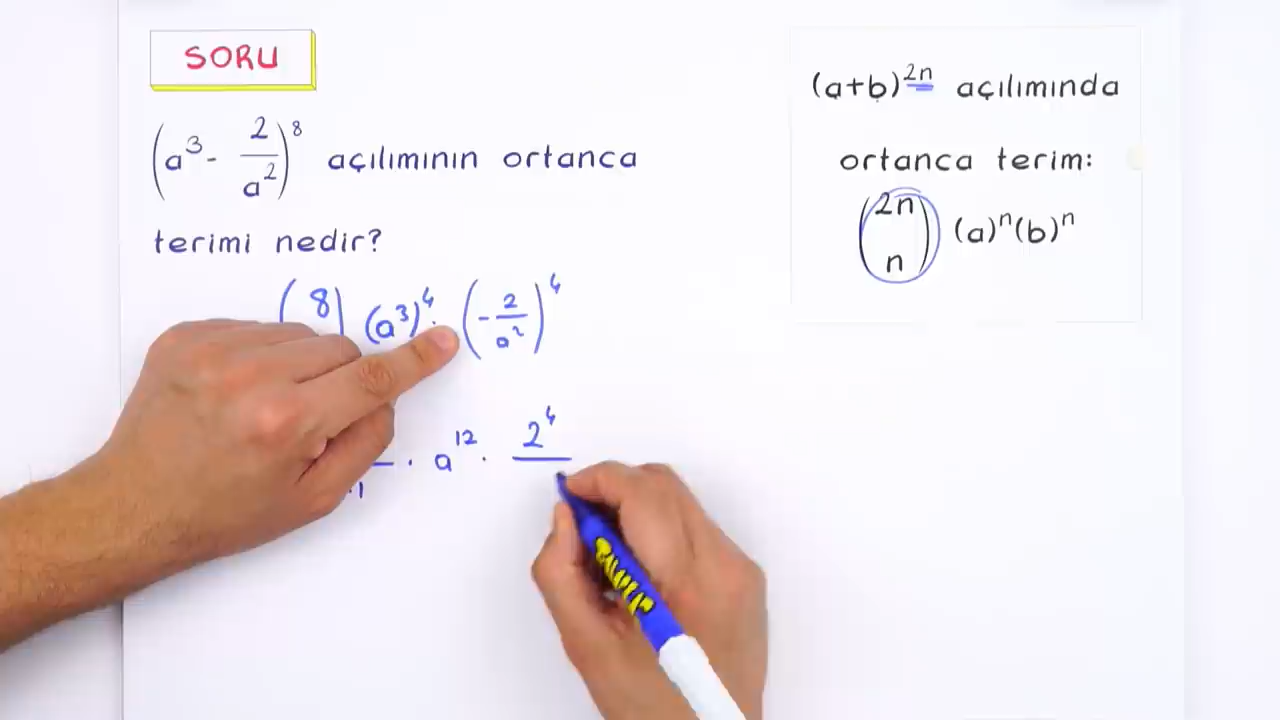 SORU
(a³ - 2/a²)⁸ açılımının ortanca
terimi nedir?
(8) (a³)⁴ · (-2/a²)⁴
· a¹² · 2⁴/
·1
(a+b)²ⁿ açılımında
ortanca terim:
(2n n) (a)ⁿ(b)ⁿ